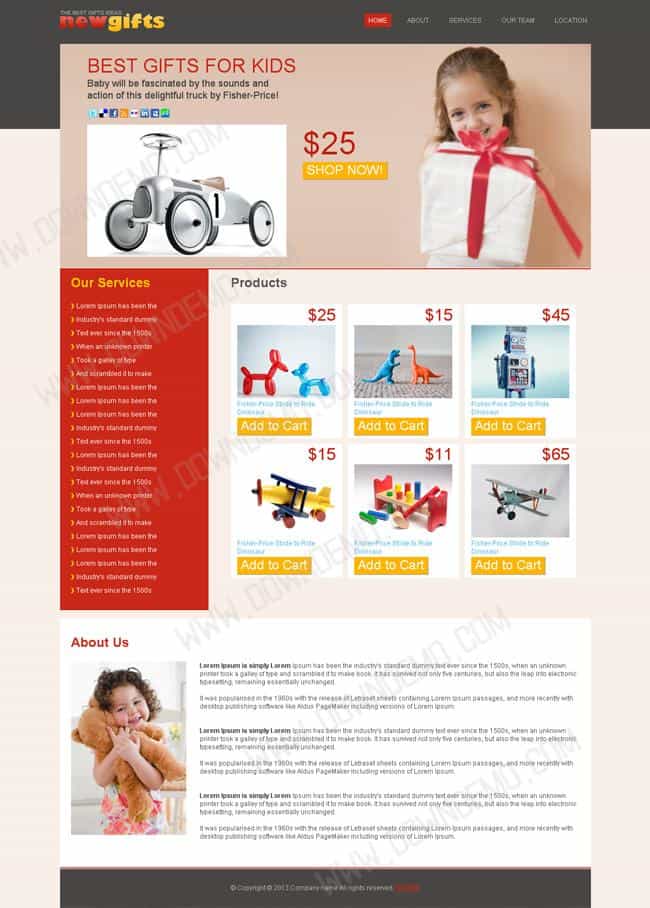 THE BEST GIFTS IDEAS
newgifts
HOME ABOUT SERVICES OUR TEAM LOCATION
BEST GIFTS FOR KIDS
Baby will be fascinated by the sounds and
action of this delightful truck by Fisher-Price!
$25
SHOP NOW!
Our Services
Lorem Ipsum has been the
Industry's standard dummy
Text ever since the 1500s
When an unknown printer
Took a galley of type
And scrambled it to make
Lorem Ipsum has been the
Lorem Ipsum has been the
Lorem Ipsum has been the
Industry's standard dummy
Text ever since the 1500s
Lorem Ipsum has been the
Industry's standard dummy
Text ever since the 1500s
When an unknown printer
Took a galley of type
And scrambled it to make
Lorem Ipsum has been the
Lorem Ipsum has been the
Lorem Ipsum has been the
Industry's standard dummy
Text ever since the 1500s
Products
$25
Fisher-Price Stride to Ride
Dinosaur
Add to Cart
$15
Fisher-Price Stride to Ride
Dinosaur
Add to Cart
$45
Fisher-Price Stride to Ride
Dinosaur
Add to Cart
$15
Fisher-Price Stride to Ride
Dinosaur
Add to Cart
$11
Fisher-Price Stride to Ride
Dinosaur
Add to Cart
$65
Fisher-Price Stride to Ride
Dinosaur
Add to Cart
About Us
Lorem Ipsum is simply Lorem Ipsum has been the industry's standard dummy text ever since the 1500s, when an unknown
printer took a galley of type and scrambled it to make Lorem Ipsum. It has survived not only five centuries, but also the leap into electronic
typesetting, remaining essentially unchanged.
It was popularised in the 1960s with the release of Letraset sheets containing Lorem Ipsum passages, and more recently with
desktop publishing software like Aldus PageMaker including versions of Lorem Ipsum.
Lorem Ipsum is simply Lorem Ipsum has been the industry's standard dummy text ever since the 1500s, when an unknown
printer took a galley of type and scrambled it to make Lorem Ipsum. It has survived not only five centuries, but also the leap into electronic
typesetting, remaining essentially unchanged.
It was popularised in the 1960s with the release of Letraset sheets containing Lorem Ipsum passages, and more recently with
desktop publishing software like Aldus PageMaker including versions of Lorem Ipsum.
Lorem Ipsum is simply Lorem Ipsum has been the industry's standard dummy text ever since the 1500s, when an unknown
printer took a galley of type and scrambled it to make Lorem Ipsum. It has survived not only five centuries, but also the leap into electronic
typesetting, remaining essentially unchanged.
It was popularised in the 1960s with the release of Letraset sheets containing Lorem Ipsum passages, and more recently with
desktop publishing software like Aldus PageMaker including versions of Lorem Ipsum.
© Copyright © 2013.Company name All rights reserved.
WWW.DOWNDEMO.COM
WWW.DOWNDEMO.COM
WWW.DOWNDEMO.COM
WWW.DOWNDEMO.COM
WWW.DOWNDEMO.COM
WWW.DOWNDEMO.COM